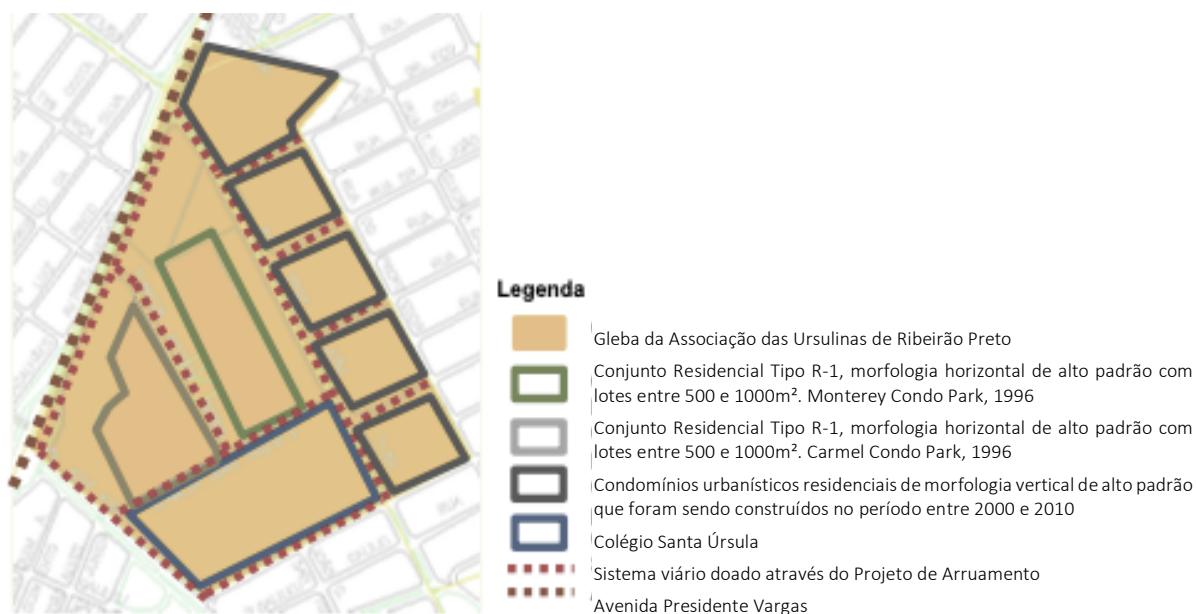 Legenda
Gleba da Associação das Ursulinas de Ribeirão Preto
Conjunto Residencial Tipo R-1, morfologia horizontal de alto padrão com
lotes entre 500 e 1000m². Monterey Condo Park, 1996
Conjunto Residencial Tipo R-1, morfologia horizontal de alto padrão com
lotes entre 500 e 1000m². Carmel Condo Park, 1996
Condomínios urbanísticos residenciais de morfologia vertical de alto padrão
que foram sendo construídos no período entre 2000 e 2010
Colégio Santa Úrsula
Sistema viário doado através do Projeto de Arruamento
Avenida Presidente Vargas
RUA
RUA
RUA